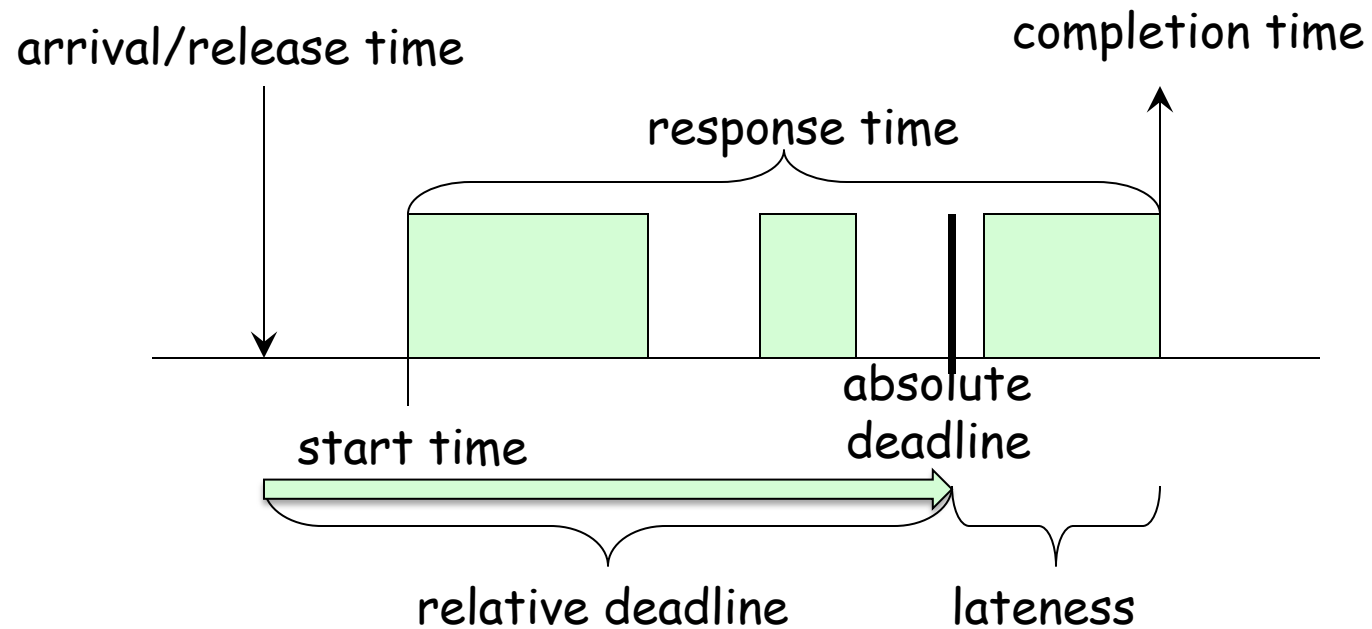 arrival/release time
completion time
response time
absolute
deadline
start time
relative deadline
lateness